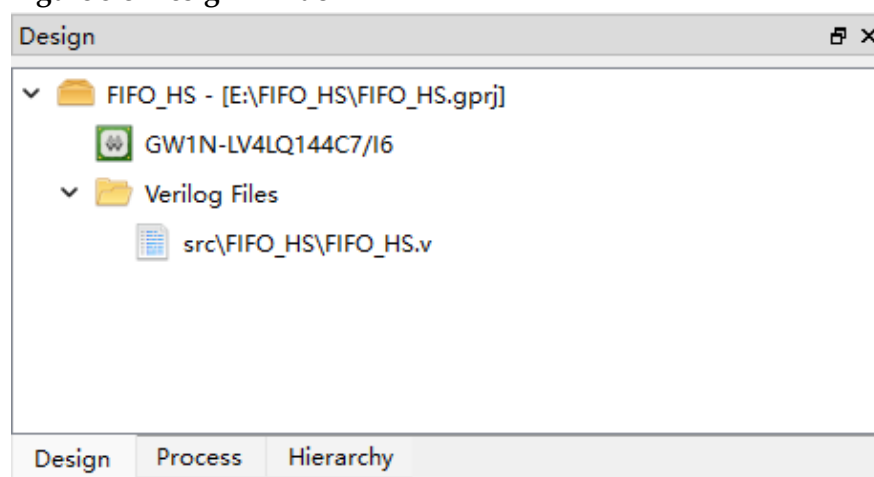 Design
FIFO_HS - [E:\FIFO_HS\FIFO_HS.gprj]
GW1N-LV4LQ144C7/I6
Verilog Files
src\FIFO_HS\FIFO_HS.v
Design Process Hierarchy